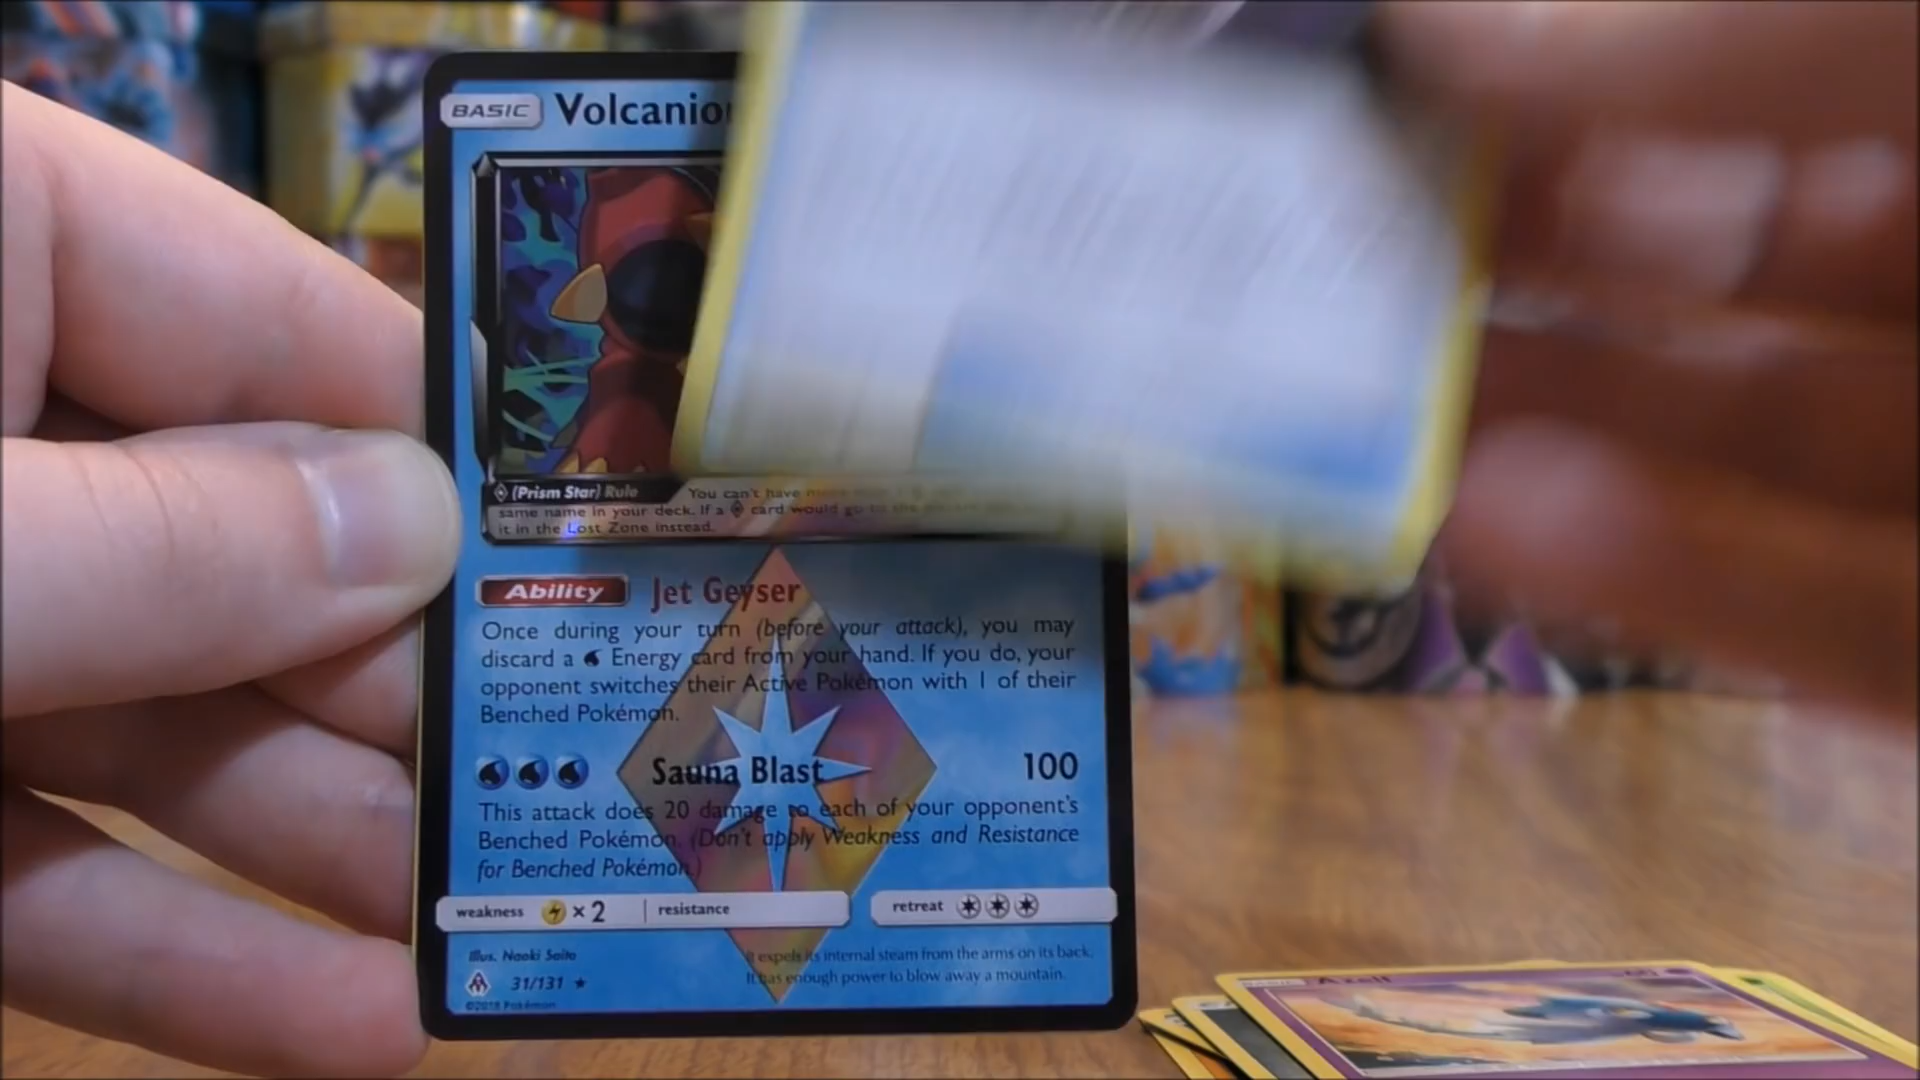 BASIC Volcanio
(Prism Star) Rule You can't have
same name in your deck. If a card would go to the
it in the Lost Zone instead.
Ability Jet Geyser
Once during your turn (before your attack), you may
discard a Energy card from your hand. If you do, your
opponent switches their Active Pokémon with 1 of their
Benched Pokémon.
Sauna Blast 100
This attack does 20 damage to each of your opponent's
Benched Pokémon. (Don't apply Weakness and Resistance
for Benched Pokémon.)
weakness × 2 resistance retreat
Illus. Naoki Saito
It expels its internal steam from the arms on its back.
31/131
It has enough power to blow away a mountain.
©2018 Pokémon
Azelf